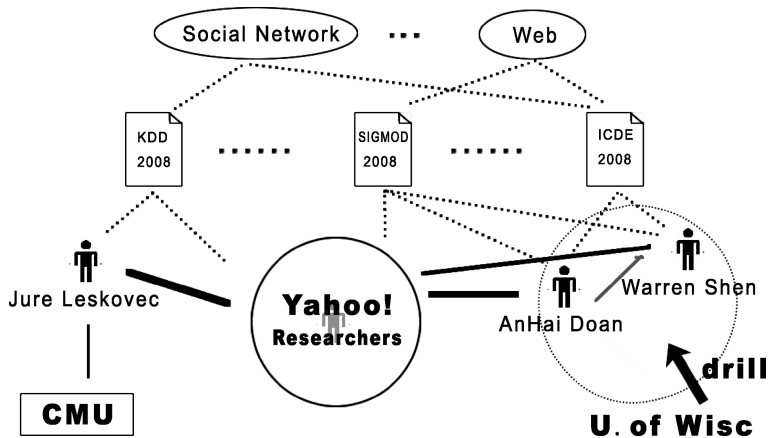 Social Network
Web
KDD
2008
SIGMOD
2008
ICDE
2008
Jure Leskovec
Yahoo!
Researchers
AnHai Doan
Warren Shen
CMU
drill
U. of Wisc